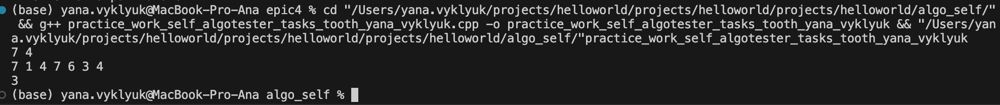 (base) yana.vyklyuk@MacBook-Pro-Ana epic4 % cd "/Users/yana.vyklyuk/projects/helloworld/projects/helloworld/projects/helloworld/algo_self/"
 && g++ practice_work_self_algotester_tasks_tooth_yana_vyklyuk.cpp -o practice_work_self_algotester_tasks_tooth_yana_vyklyuk && "/Users/yan
a.vyklyuk/projects/helloworld/projects/helloworld/projects/helloworld/algo_self/"practice_work_self_algotester_tasks_tooth_yana_vyklyuk
7 4
7 1 4 7 6 3 4
3
(base) yana.vyklyuk@MacBook-Pro-Ana algo_self %